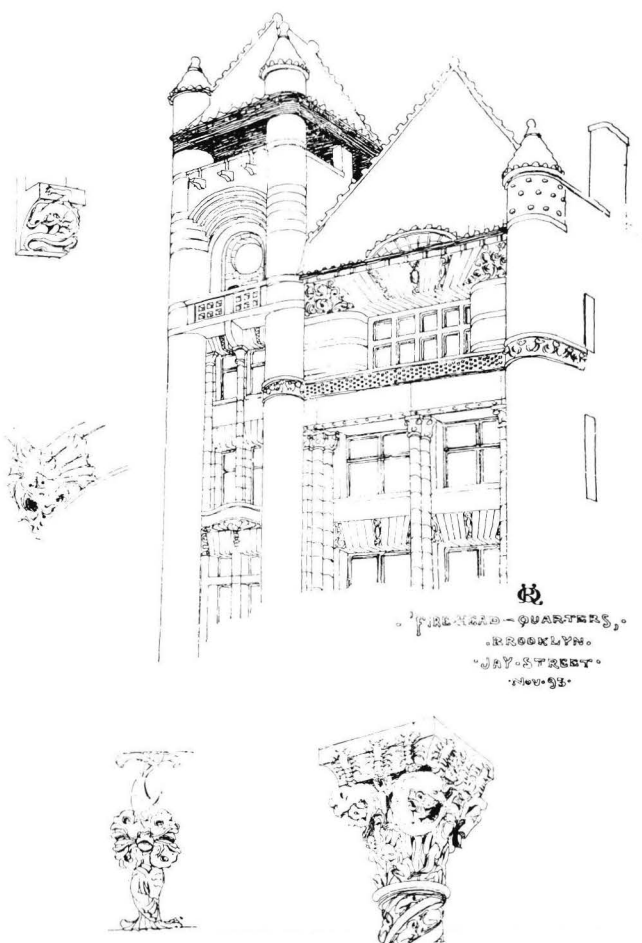 · 'FIRE HEAD-QUARTERS, ·
· BROOKLYN.
· JAY · STREET ·
· NOV · 93 ·